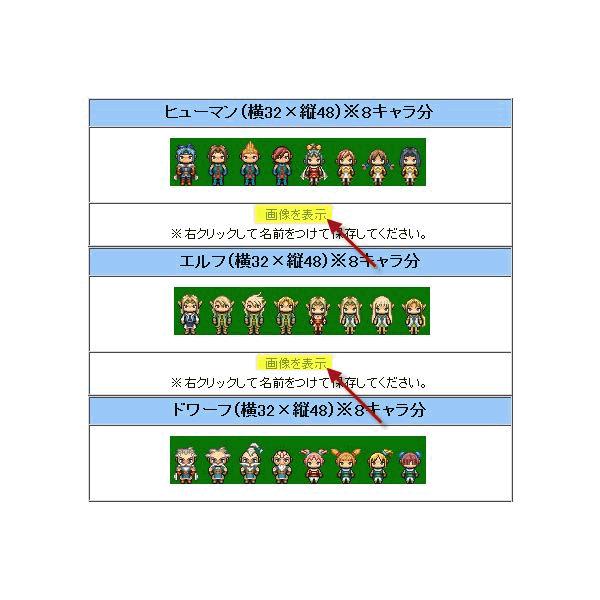 ヒューマン(横32×縦48)※8キャラ分
画像を表示
※右クリックして名前をつけて保存してください。
エルフ(横32×縦48)※8キャラ分
画像を表示
※右クリックして名前をつけて保存してください。
ドワーフ(横32×縦48)※8キャラ分